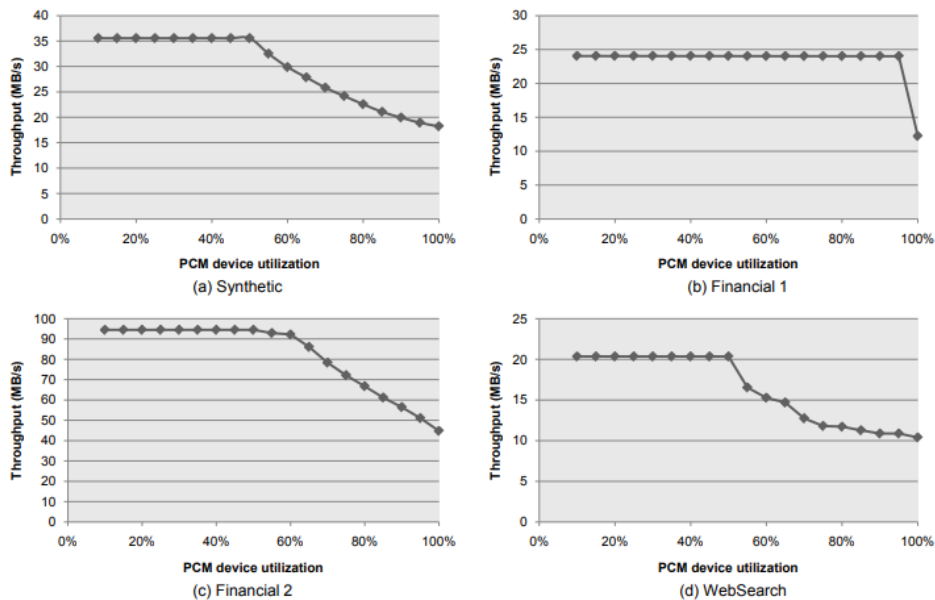 40
35
30
25
20
15
10
5
0
Throughput (MB/s)
0% 20% 40% 60% 80% 100%
PCM device utilization
(a) Synthetic
30
25
20
15
10
5
0
Throughput (MB/s)
0% 20% 40% 60% 80% 100%
PCM device utilization
(b) Financial 1
100
90
80
70
60
50
40
30
20
10
0
Throughput (MB/s)
0% 20% 40% 60% 80% 100%
PCM device utilization
(c) Financial 2
25
20
15
10
5
0
Throughput (MB/s)
0% 20% 40% 60% 80% 100%
PCM device utilization
(d) WebSearch